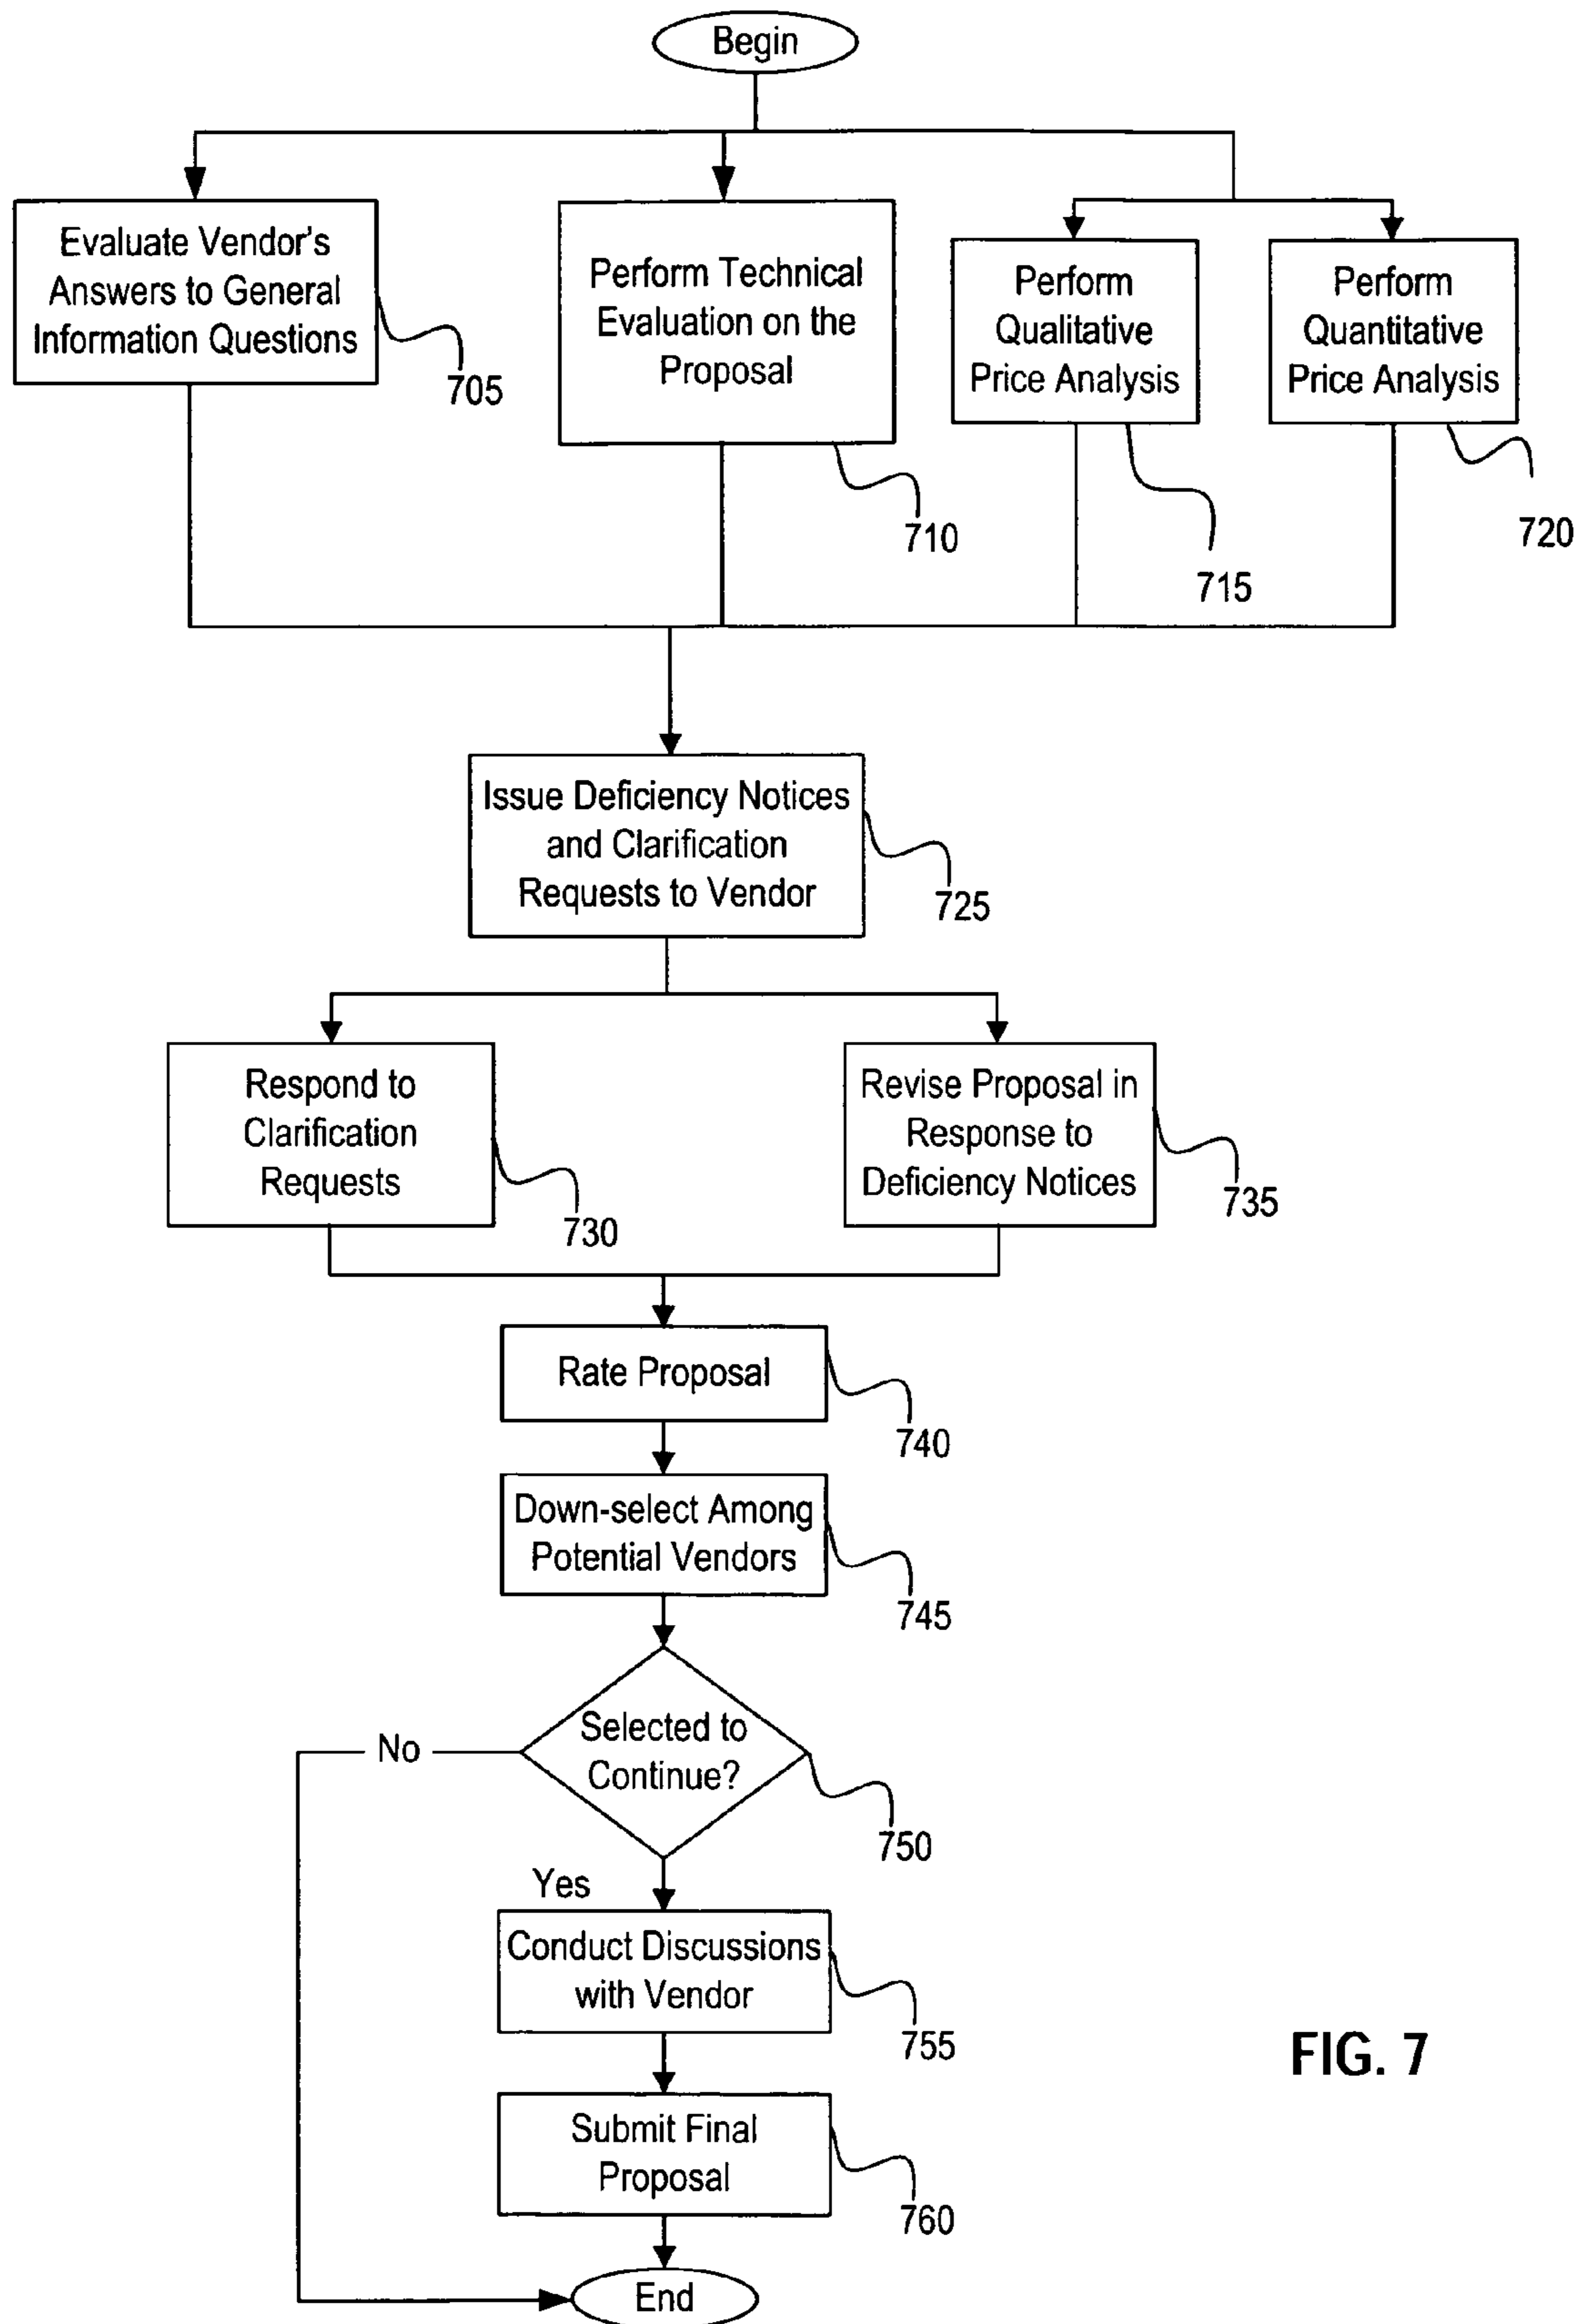 Begin
Evaluate Vendor's
Answers to General
Information Questions
705
Perform Technical
Evaluation on the
Proposal
710
Perform
Qualitative
Price Analysis
715
Perform
Quantitative
Price Analysis
720
Issue Deficiency Notices
and Clarification
Requests to Vendor
725
Respond to
Clarification
Requests
730
Revise Proposal in
Response to
Deficiency Notices
735
Rate Proposal
740
Down-select Among
Potential Vendors
745
Selected to
Continue?
750
No
Yes
Conduct Discussions
with Vendor
755
Submit Final
Proposal
760
End
FIG. 7